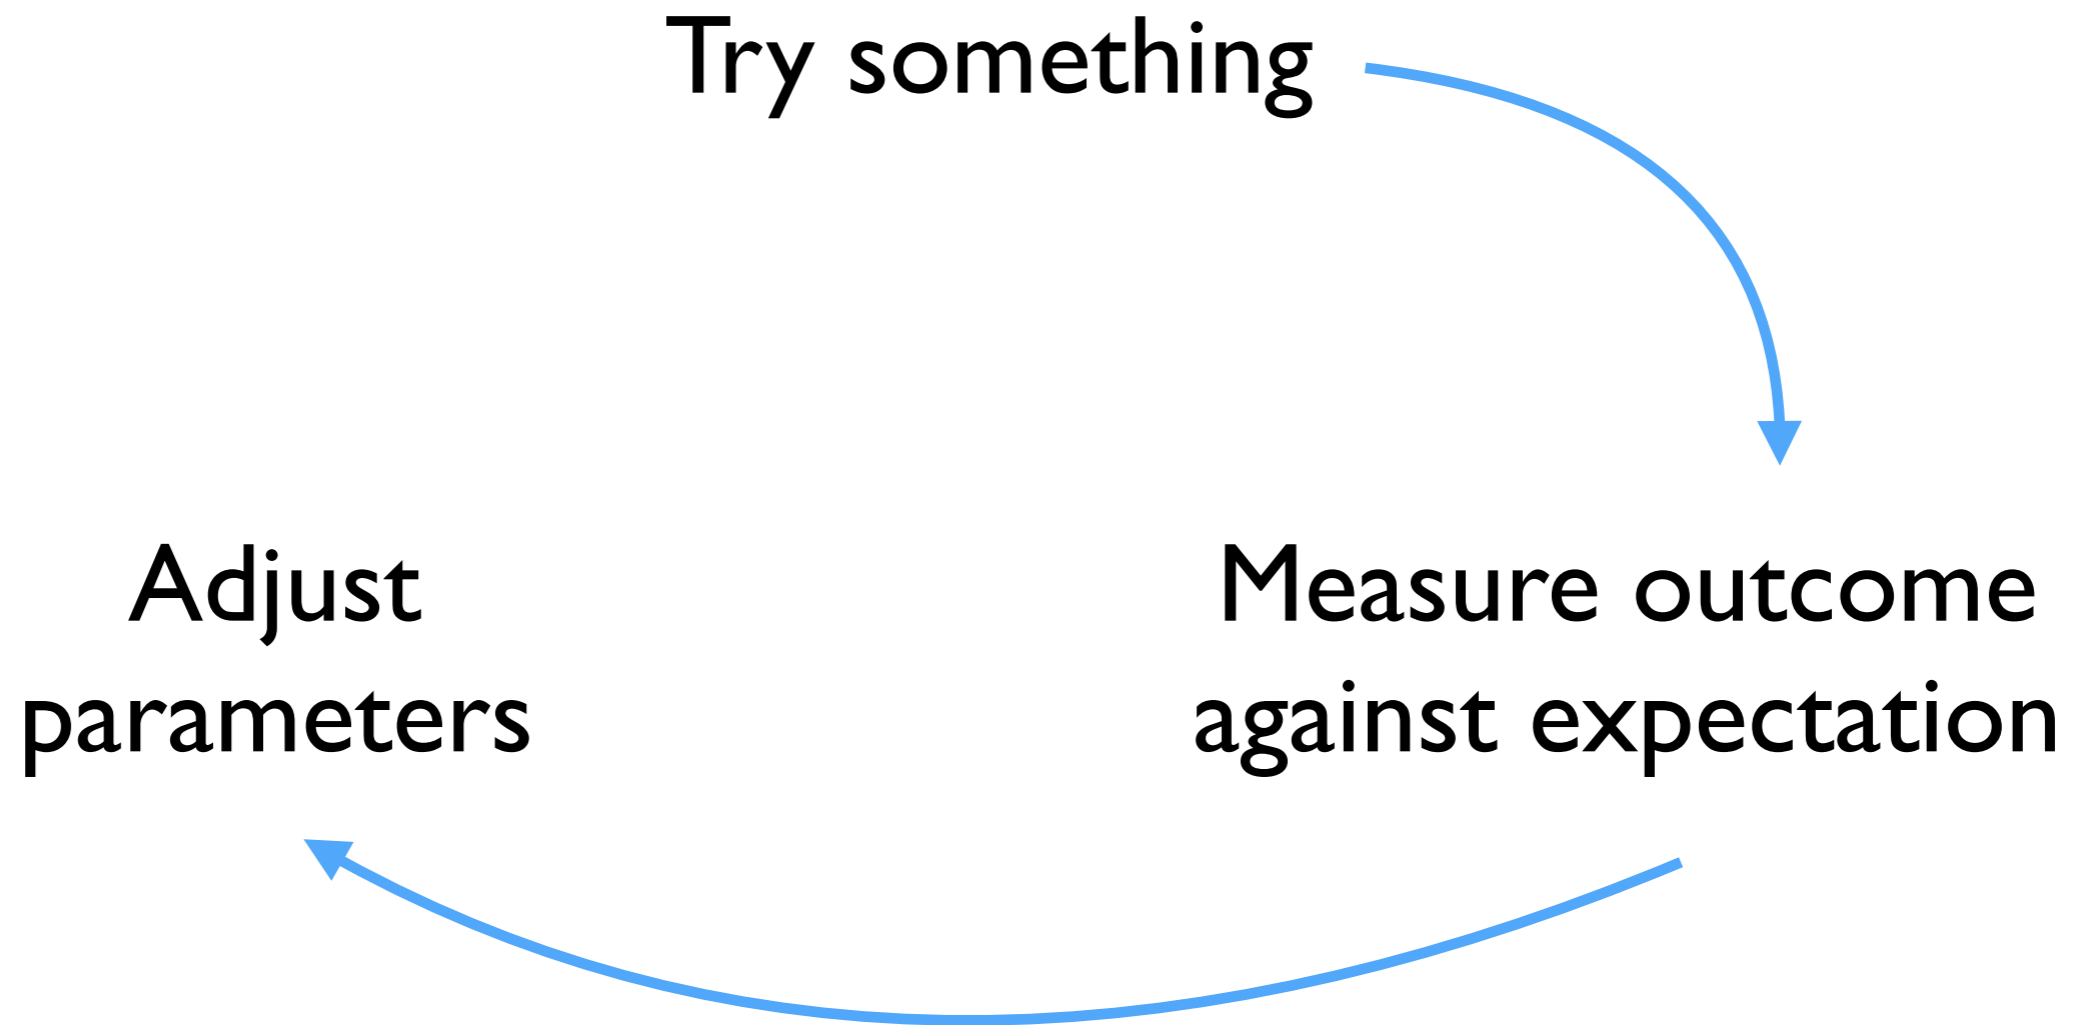 Try something
Adjust
parameters
Measure outcome
against expectation